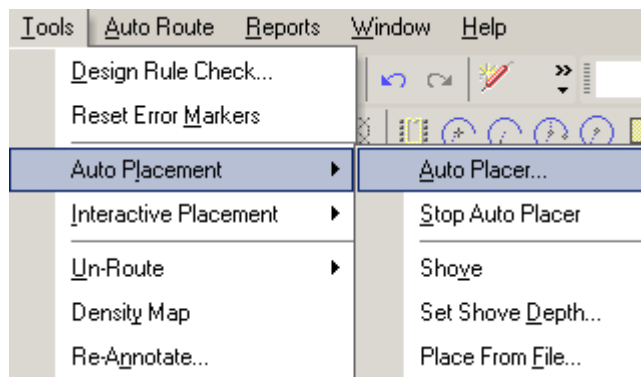 Tools Auto Route Reports Window Help
Design Rule Check...
Reset Error Markers
Auto Placement
Interactive Placement
Un-Route
Density Map
Re-Annotate...
Auto Placer...
Stop Auto Placer
Shove
Set Shove Depth...
Place From File...